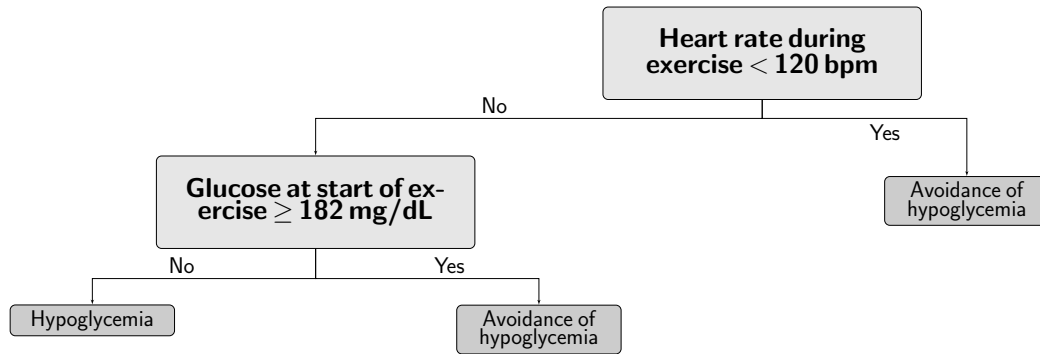 Heart rate during
exercise < 120 bpm
No
Yes
Glucose at start of ex-
ercise ≥ 182 mg/dL
Avoidance of
hypoglycemia
No
Yes
Hypoglycemia
Avoidance of
hypoglycemia